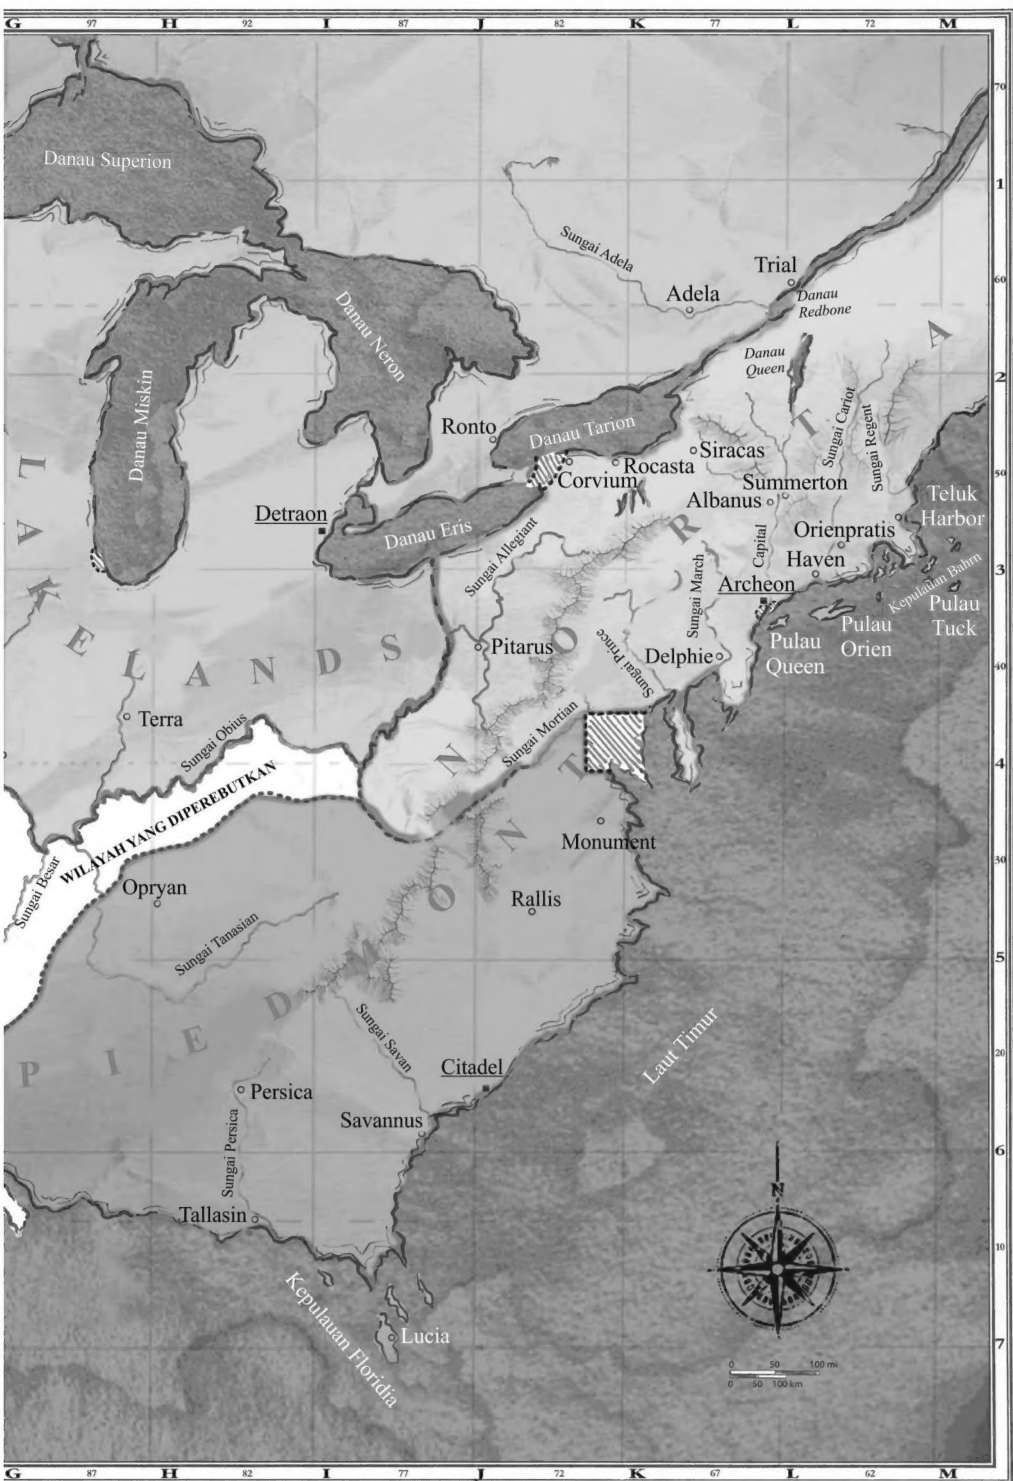 G 97 H 92 I 87 J 82 K 77 L 72 M
70
Danau Superion
1
Sungai Adela
Trial
60
Adela
Danau
Redbone
Danau Neron
Danau
Queen
2
Danau Miskin
Ronto
Danau Tarion
Sungai Cariot
Sungai Regent
Siracas
Rocasta
50
Corvium
Summerton
Albanus
Teluk
Harbor
Detraon
Danau Eris
Orienpratis
Sungai Allegiant
Capital
Haven
3
Kepulauan Bahrn
Sungai March
Archeon
Pulau
Tuck
Pulau
Orien
Pulau
Queen
Pitarus
Sungai Prince
Delphie
40
LAKELANDS
NORTA
Terra
Sungai Obius
Sungai Mortian
4
WILAYAH YANG DIPEREBUTKAN
Monument
Sungai Besar
30
Opryan
Rallis
Sungai Tanasian
5
PIEDMONT
Sungai Savan
Laut Timur
20
Citadel
Persica
Savannus
Sungai Persica
6
N
Tallasin
10
Kepulauan Floridia
Lucia
7
0 50 100 mi
0 50 100 km
G 87 H 82 I 77 J 72 K 67 L 62 M